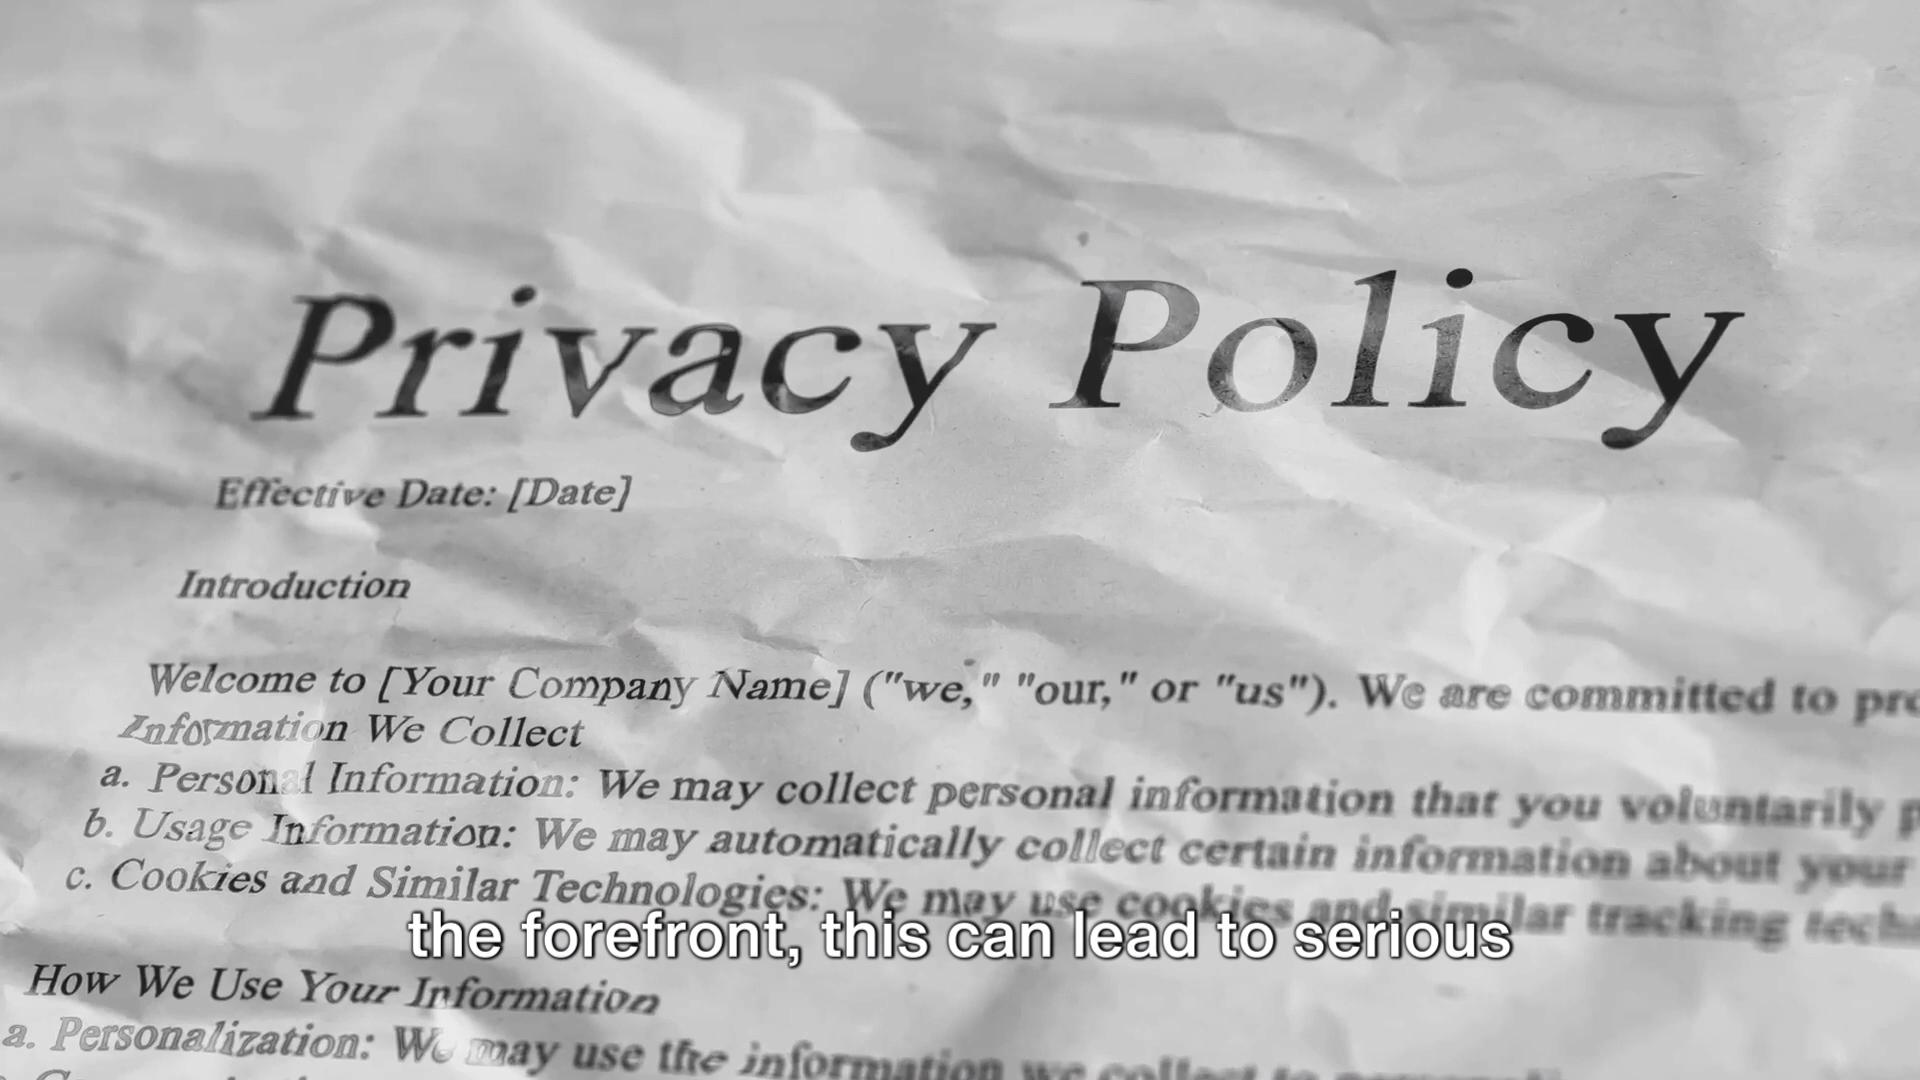 Privacy Policy
Effective Date: [Date]
Introduction
Welcome to [Your Company Name] ("we," "our," or "us"). We are committed to
Information We Collect
a. Personal Information: We may collect personal information that you voluntarily
b. Usage Information: We may automatically collect certain information about your
c. Cookies and Similar Technologies: We may use cookies and similar tracking
the forefront, this can lead to serious
How We Use Your Information
a. Personalization: We may use the information we collect to